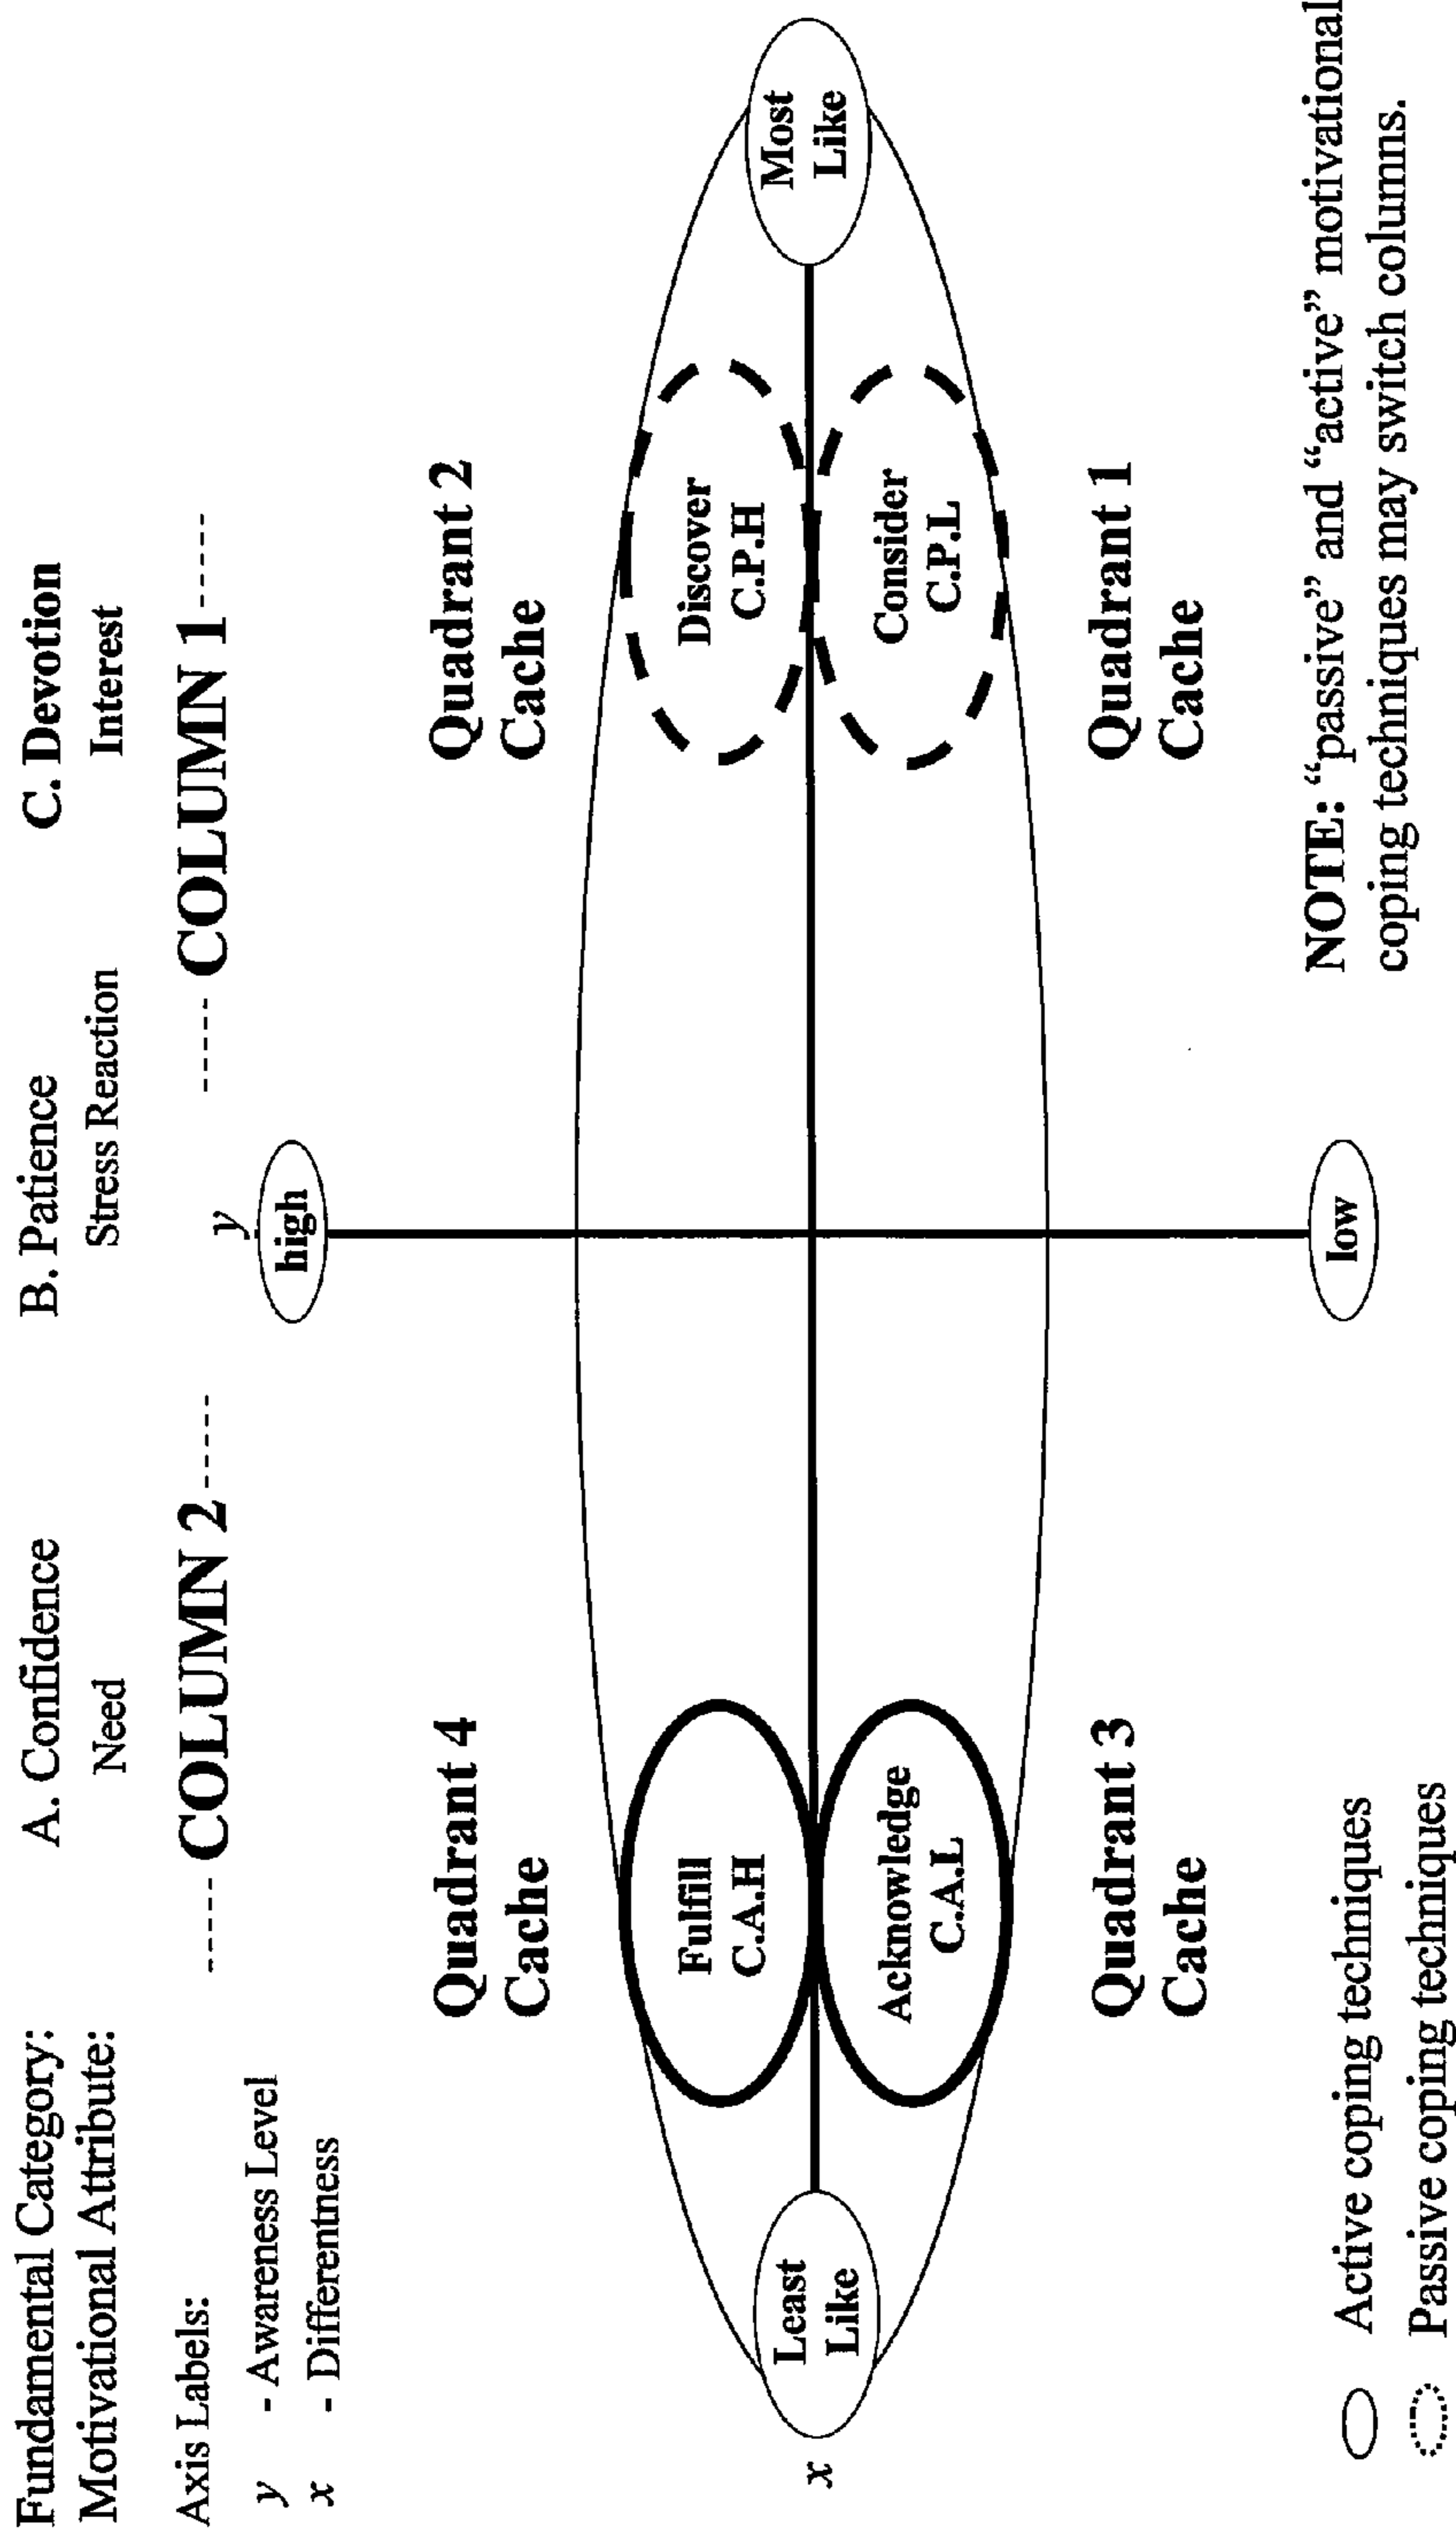 Fundamental Category: A. Confidence B. Patience C. Devotion
Motivational Attribute: Need Stress Reaction Interest
Axis Labels: ----- COLUMN 2 ----- ----- COLUMN 1 -----
y - Awareness Level
x - Differentness
y
high
Quadrant 4
Cache
Quadrant 2
Cache
Fulfill
C.A.H
Discover
C.P.H
x
Least
Like
Most
Like
Acknowledge
C.A.L
Consider
C.P.L
Quadrant 3
Cache
Quadrant 1
Cache
low
Active coping techniques
Passive coping techniques
NOTE: “passive” and “active” motivational
coping techniques may switch columns.